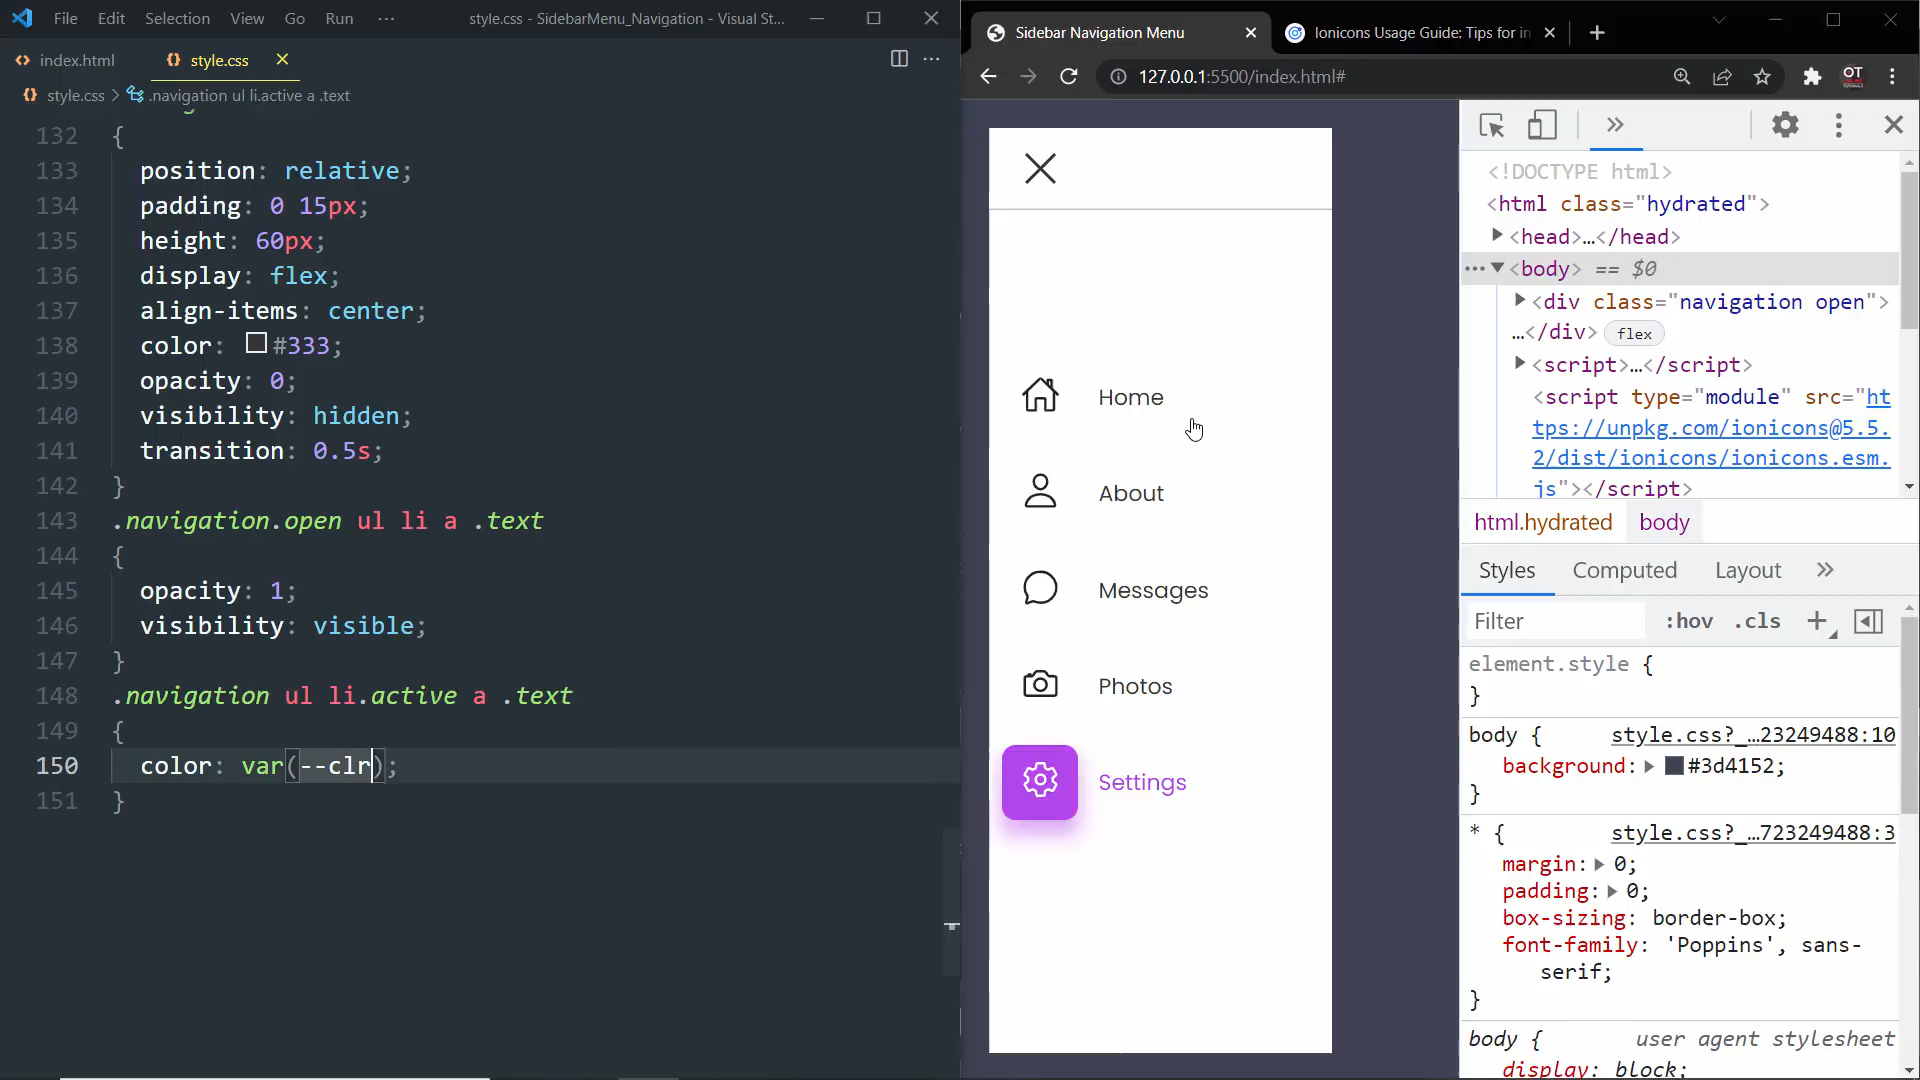 File Edit Selection View Go Run ··· style.css - SidebarMenu_Navigation - Visual St...
index.html style.css
style.css > .navigation ul li.active a .text
132 {
133 position: relative;
134 padding: 0 15px;
135 height: 60px;
136 display: flex;
137 align-items: center;
138 color: #333;
139 opacity: 0;
140 visibility: hidden;
141 transition: 0.5s;
142 }
143 .navigation.open ul li a .text
144 {
145 opacity: 1;
146 visibility: visible;
147 }
148 .navigation ul li.active a .text
149 {
150 color: var(--clr);
151 }
Sidebar Navigation Menu Ionicons Usage Guide: Tips for in
127.0.0.1:5500/index.html# OT
Home
About
Messages
Photos
Settings
<!DOCTYPE html>
<html class="hydrated">
<head>…</head>
··· <body> == $0
<div class="navigation open">
…</div> flex
<script>…</script>
<script type="module" src="ht
tps://unpkg.com/ionicons@5.5.
2/dist/ionicons/ionicons.esm.
js"></script>
html.hydrated body
Styles Computed Layout
Filter :hov .cls
element.style {
}
body { style.css?_…23249488:10
background: #3d4152;
}
* { style.css?_…723249488:3
margin: 0;
padding: 0;
box-sizing: border-box;
font-family: 'Poppins', sans-
serif;
}
body { user agent stylesheet
display: block;